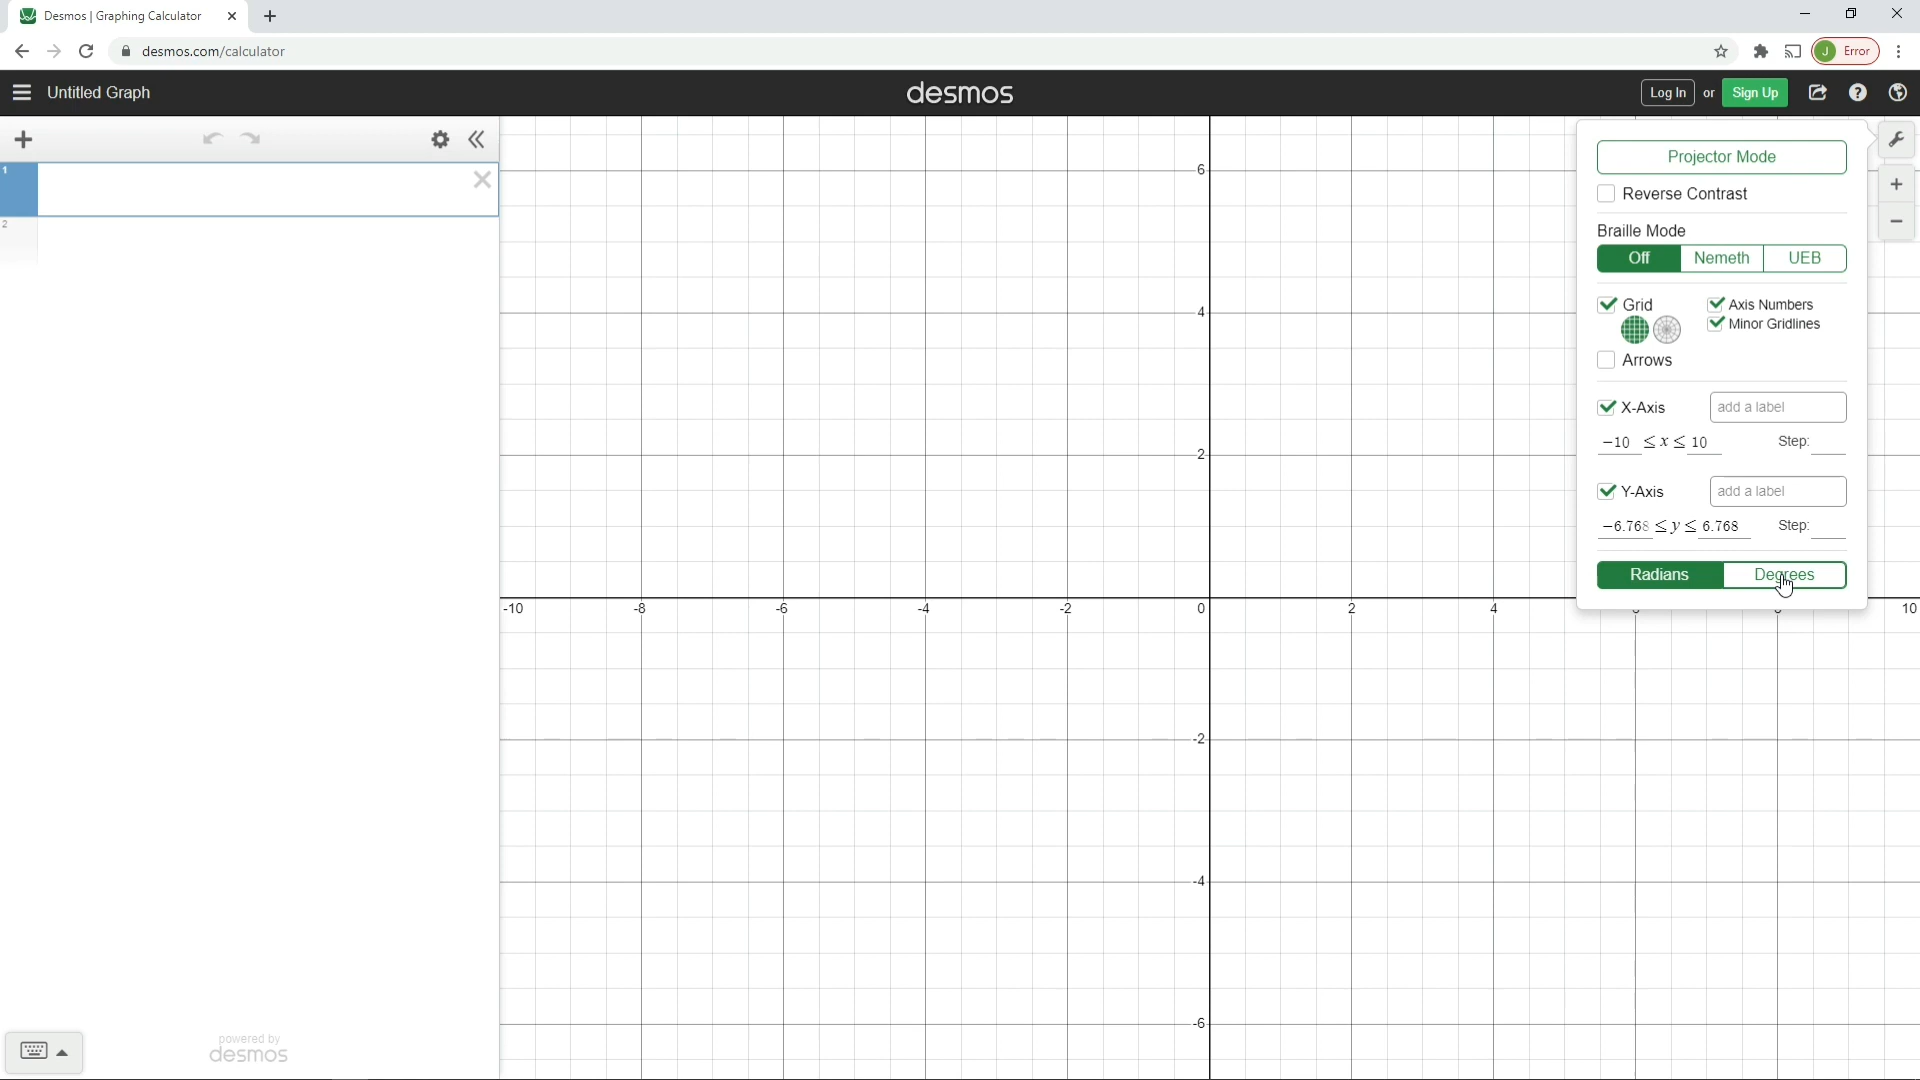 Desmos | Graphing Calculator
desmos.com/calculator
J Error
Untitled Graph
desmos
Log In or Sign Up
1
2
powered by
desmos
6
4
2
0
-2
-4
-6
-10 -8 -6 -4 -2 2 4 10
Projector Mode
Reverse Contrast
Braille Mode
Off Nemeth UEB
Grid
Axis Numbers
Minor Gridlines
Arrows
X-Axis add a label
−10 ≤ x ≤ 10 Step:
Y-Axis add a label
−6.768 ≤ y ≤ 6.768 Step:
Radians Degrees